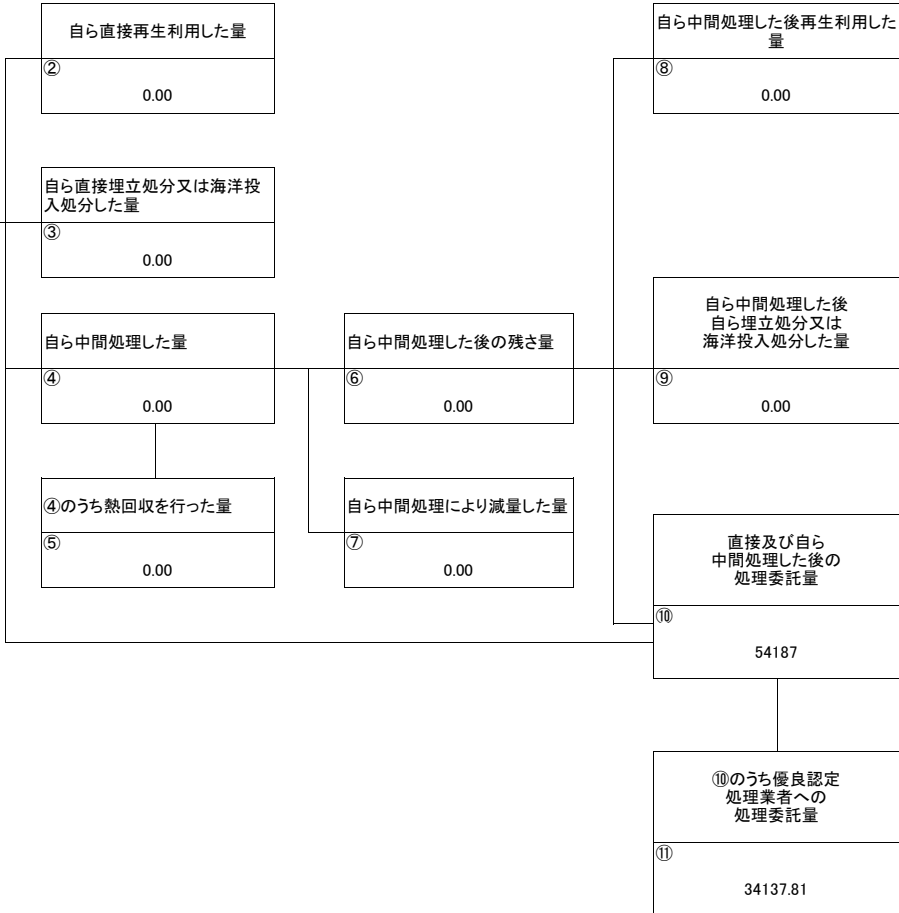 自ら直接再生利用した量
②
0.00
自ら中間処理した後再生利用した
量
⑧
0.00
自ら直接埋立処分又は海洋投
入処分した量
③
0.00
自ら中間処理した量
④
0.00
自ら中間処理した後の残さ量
⑥
0.00
自ら中間処理した後
自ら埋立処分又は
海洋投入処分した量
⑨
0.00
④のうち熱回収を行った量
⑤
0.00
自ら中間処理により減量した量
⑦
0.00
直接及び自ら
中間処理した後の
処理委託量
⑩
54187
⑩のうち優良認定
処理業者への
処理委託量
⑪
34137.81